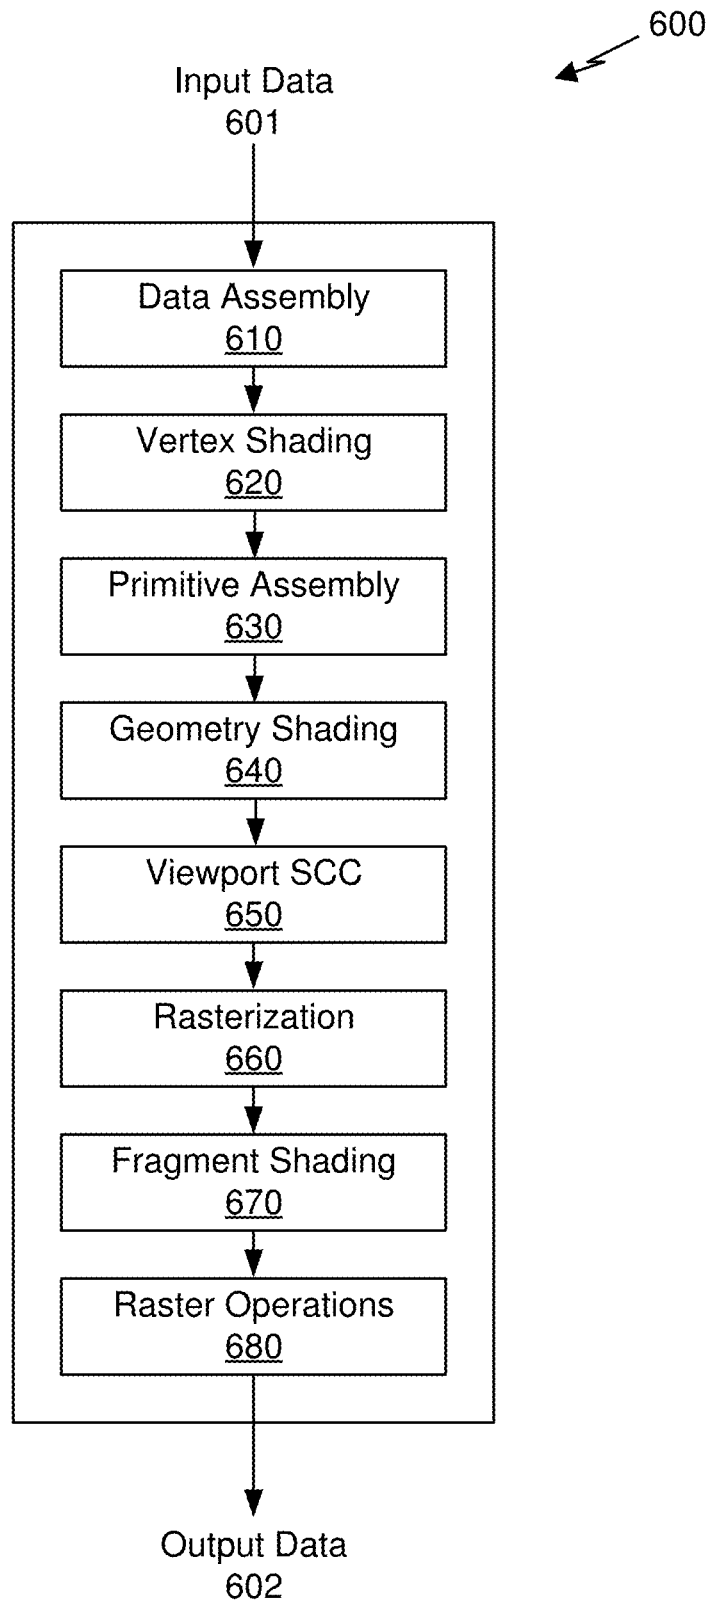 600
Input Data
601
Data Assembly
610
Vertex Shading
620
Primitive Assembly
630
Geometry Shading
640
Viewport SCC
650
Rasterization
660
Fragment Shading
670
Raster Operations
680
Output Data
602